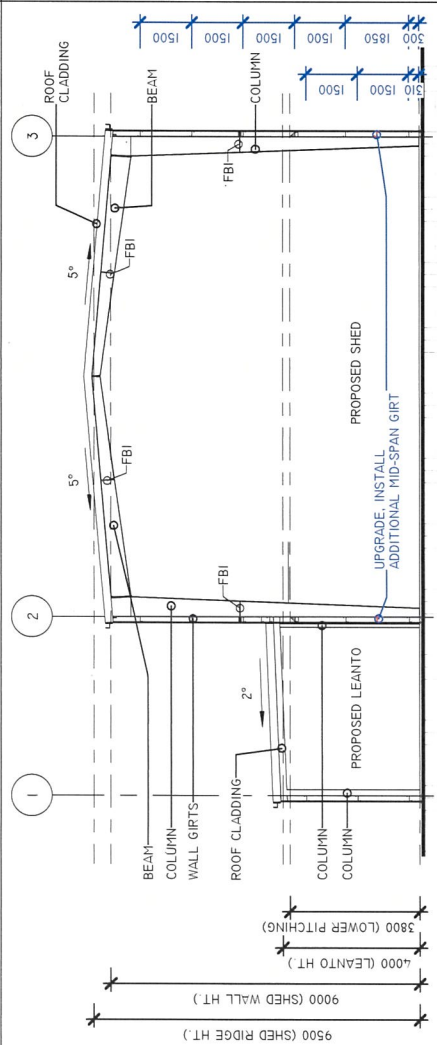 1
2
3
5°
5°
2°
ROOF
CLADDING
BEAM
FBI
FBI
FBI
FBI
COLUMN
BEAM
COLUMN
WALL GIRTS
ROOF CLADDING
COLUMN
COLUMN
PROPOSED LEANTO
PROPOSED SHED
UPGRADE, INSTALL
ADDITIONAL MID-SPAN GIRT
9500 (SHED RIDGE HT.)
9000 (SHED WALL HT.)
4000 (LEANTO HT.)
3800 (LOWER PITCHING)
1500
1500
1500
1500
1850
300
1500
1500
310